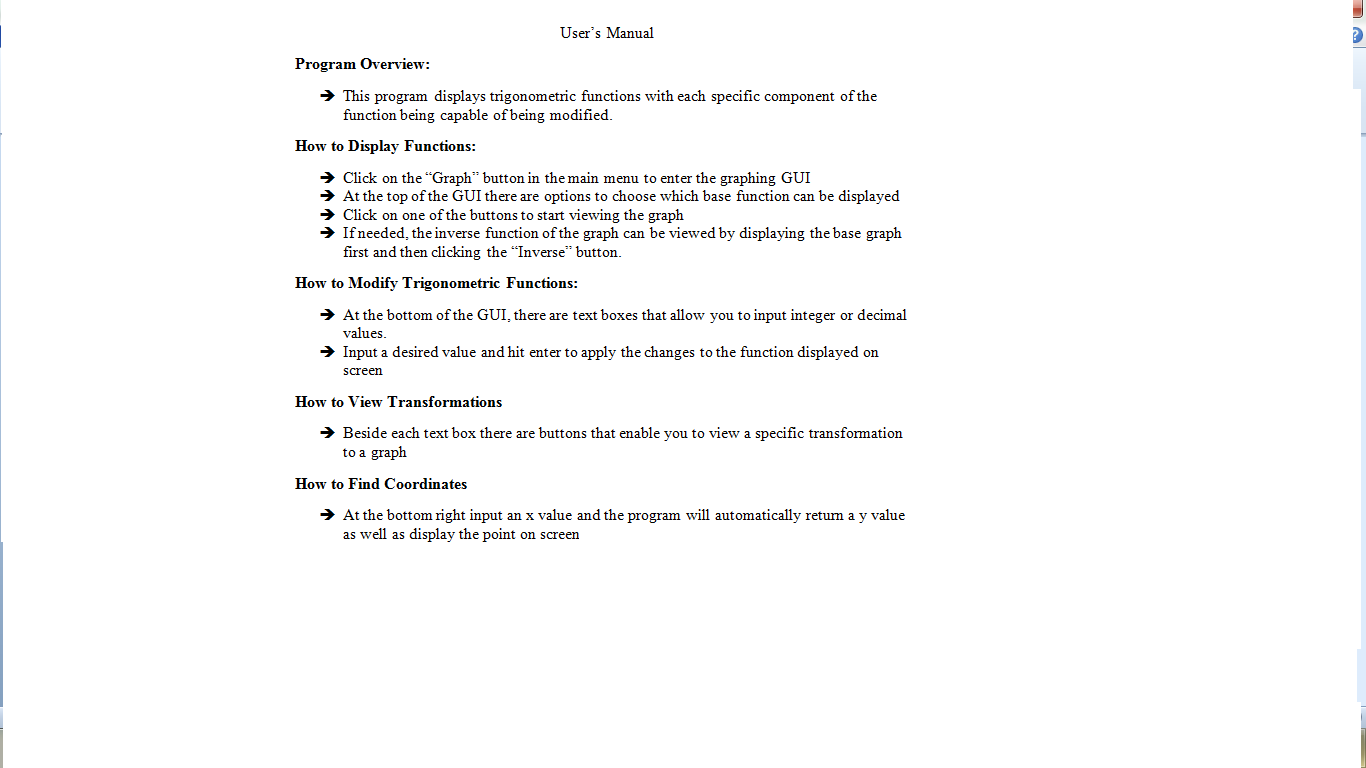 User's Manual
Program Overview:
➔ This program displays trigonometric functions with each specific component of the
function being capable of being modified.
How to Display Functions:
➔ Click on the “Graph” button in the main menu to enter the graphing GUI
➔ At the top of the GUI there are options to choose which base function can be displayed
➔ Click on one of the buttons to start viewing the graph
➔ If needed, the inverse function of the graph can be viewed by displaying the base graph
first and then clicking the “Inverse” button.
How to Modify Trigonometric Functions:
➔ At the bottom of the GUI, there are text boxes that allow you to input integer or decimal
values.
➔ Input a desired value and hit enter to apply the changes to the function displayed on
screen
How to View Transformations
➔ Beside each text box there are buttons that enable you to view a specific transformation
to a graph
How to Find Coordinates
➔ At the bottom right input an x value and the program will automatically return a y value
as well as display the point on screen